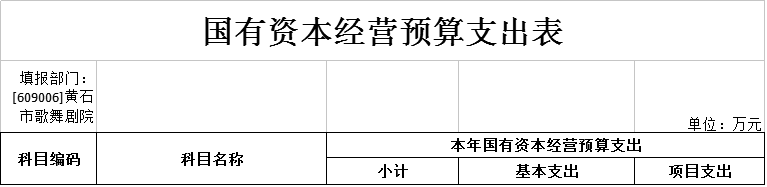 国有资本经营预算支出表
填报部门：
[609006]黄石
市歌舞剧院
单位：万元
科目编码
科目名称
本年国有资本经营预算支出
小计
基本支出
项目支出